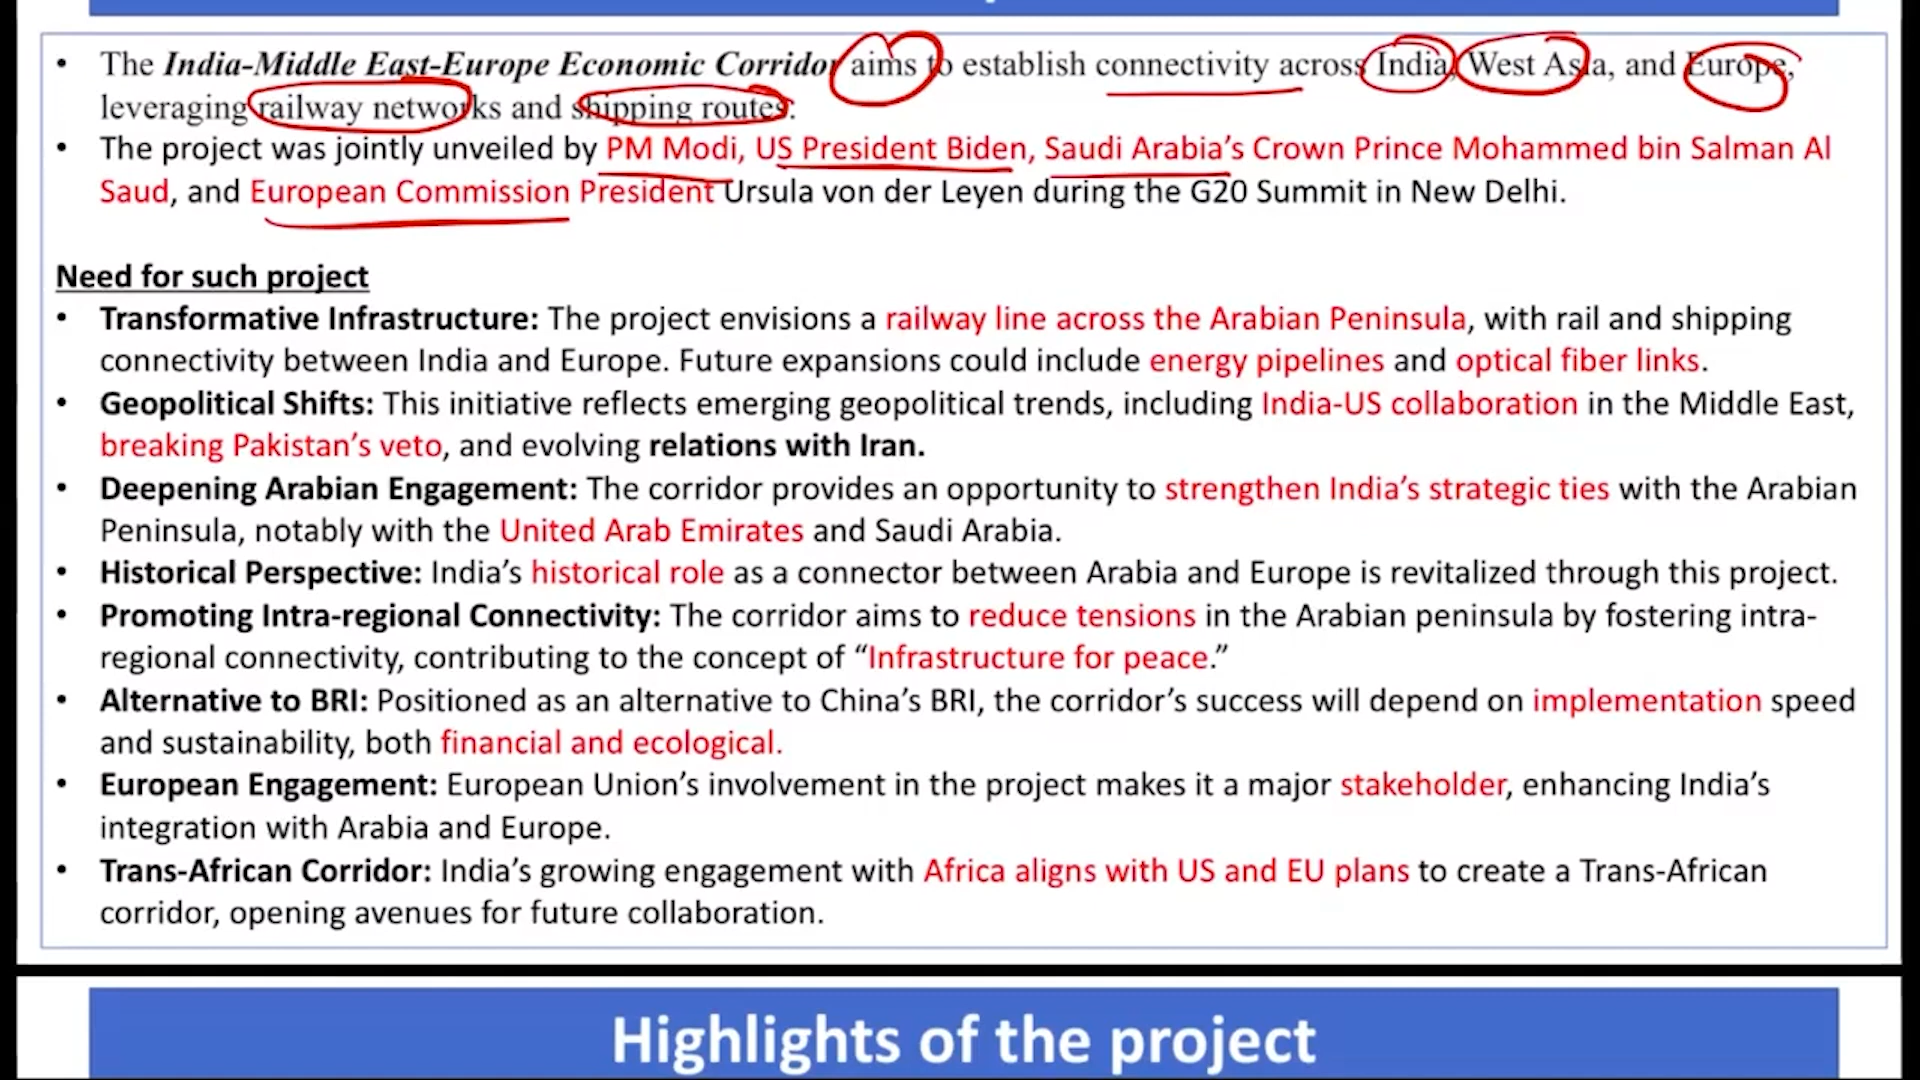 • The India-Middle East-Europe Economic Corridor aims to establish connectivity across India, West Asia, and Europe,
leveraging railway networks and shipping routes.
• The project was jointly unveiled by PM Modi, US President Biden, Saudi Arabia’s Crown Prince Mohammed bin Salman Al
Saud, and European Commission President Ursula von der Leyen during the G20 Summit in New Delhi.
Need for such project
• Transformative Infrastructure: The project envisions a railway line across the Arabian Peninsula, with rail and shipping
connectivity between India and Europe. Future expansions could include energy pipelines and optical fiber links.
• Geopolitical Shifts: This initiative reflects emerging geopolitical trends, including India-US collaboration in the Middle East,
breaking Pakistan’s veto, and evolving relations with Iran.
• Deepening Arabian Engagement: The corridor provides an opportunity to strengthen India’s strategic ties with the Arabian
Peninsula, notably with the United Arab Emirates and Saudi Arabia.
• Historical Perspective: India’s historical role as a connector between Arabia and Europe is revitalized through this project.
• Promoting Intra-regional Connectivity: The corridor aims to reduce tensions in the Arabian peninsula by fostering intra-
regional connectivity, contributing to the concept of “Infrastructure for peace.”
• Alternative to BRI: Positioned as an alternative to China’s BRI, the corridor’s success will depend on implementation speed
and sustainability, both financial and ecological.
• European Engagement: European Union’s involvement in the project makes it a major stakeholder, enhancing India’s
integration with Arabia and Europe.
• Trans-African Corridor: India’s growing engagement with Africa aligns with US and EU plans to create a Trans-African
corridor, opening avenues for future collaboration.
Highlights of the project